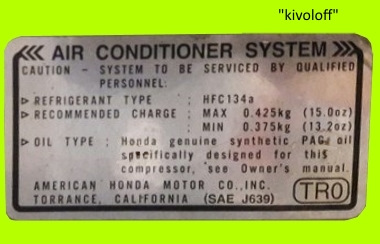 "kivoloff"
<<< AIR CONDITIONER SYSTEM >>>
CAUTION - SYSTEM TO BE SERVICED BY QUALIFIED
PERSONNEL:
▷ REFRIGERANT TYPE : HFC134a
▷ RECOMMENDED CHARGE : MAX 0.425kg (15.0oz)
: MIN 0.375kg (13.2oz)
▷ OIL TYPE : Honda genuine synthetic PAG oil
specifically designed for this
compressor, see Owner's manual.
AMERICAN HONDA MOTOR CO.,INC.
TORRANCE, CALIFORNIA (SAE J639) TR0